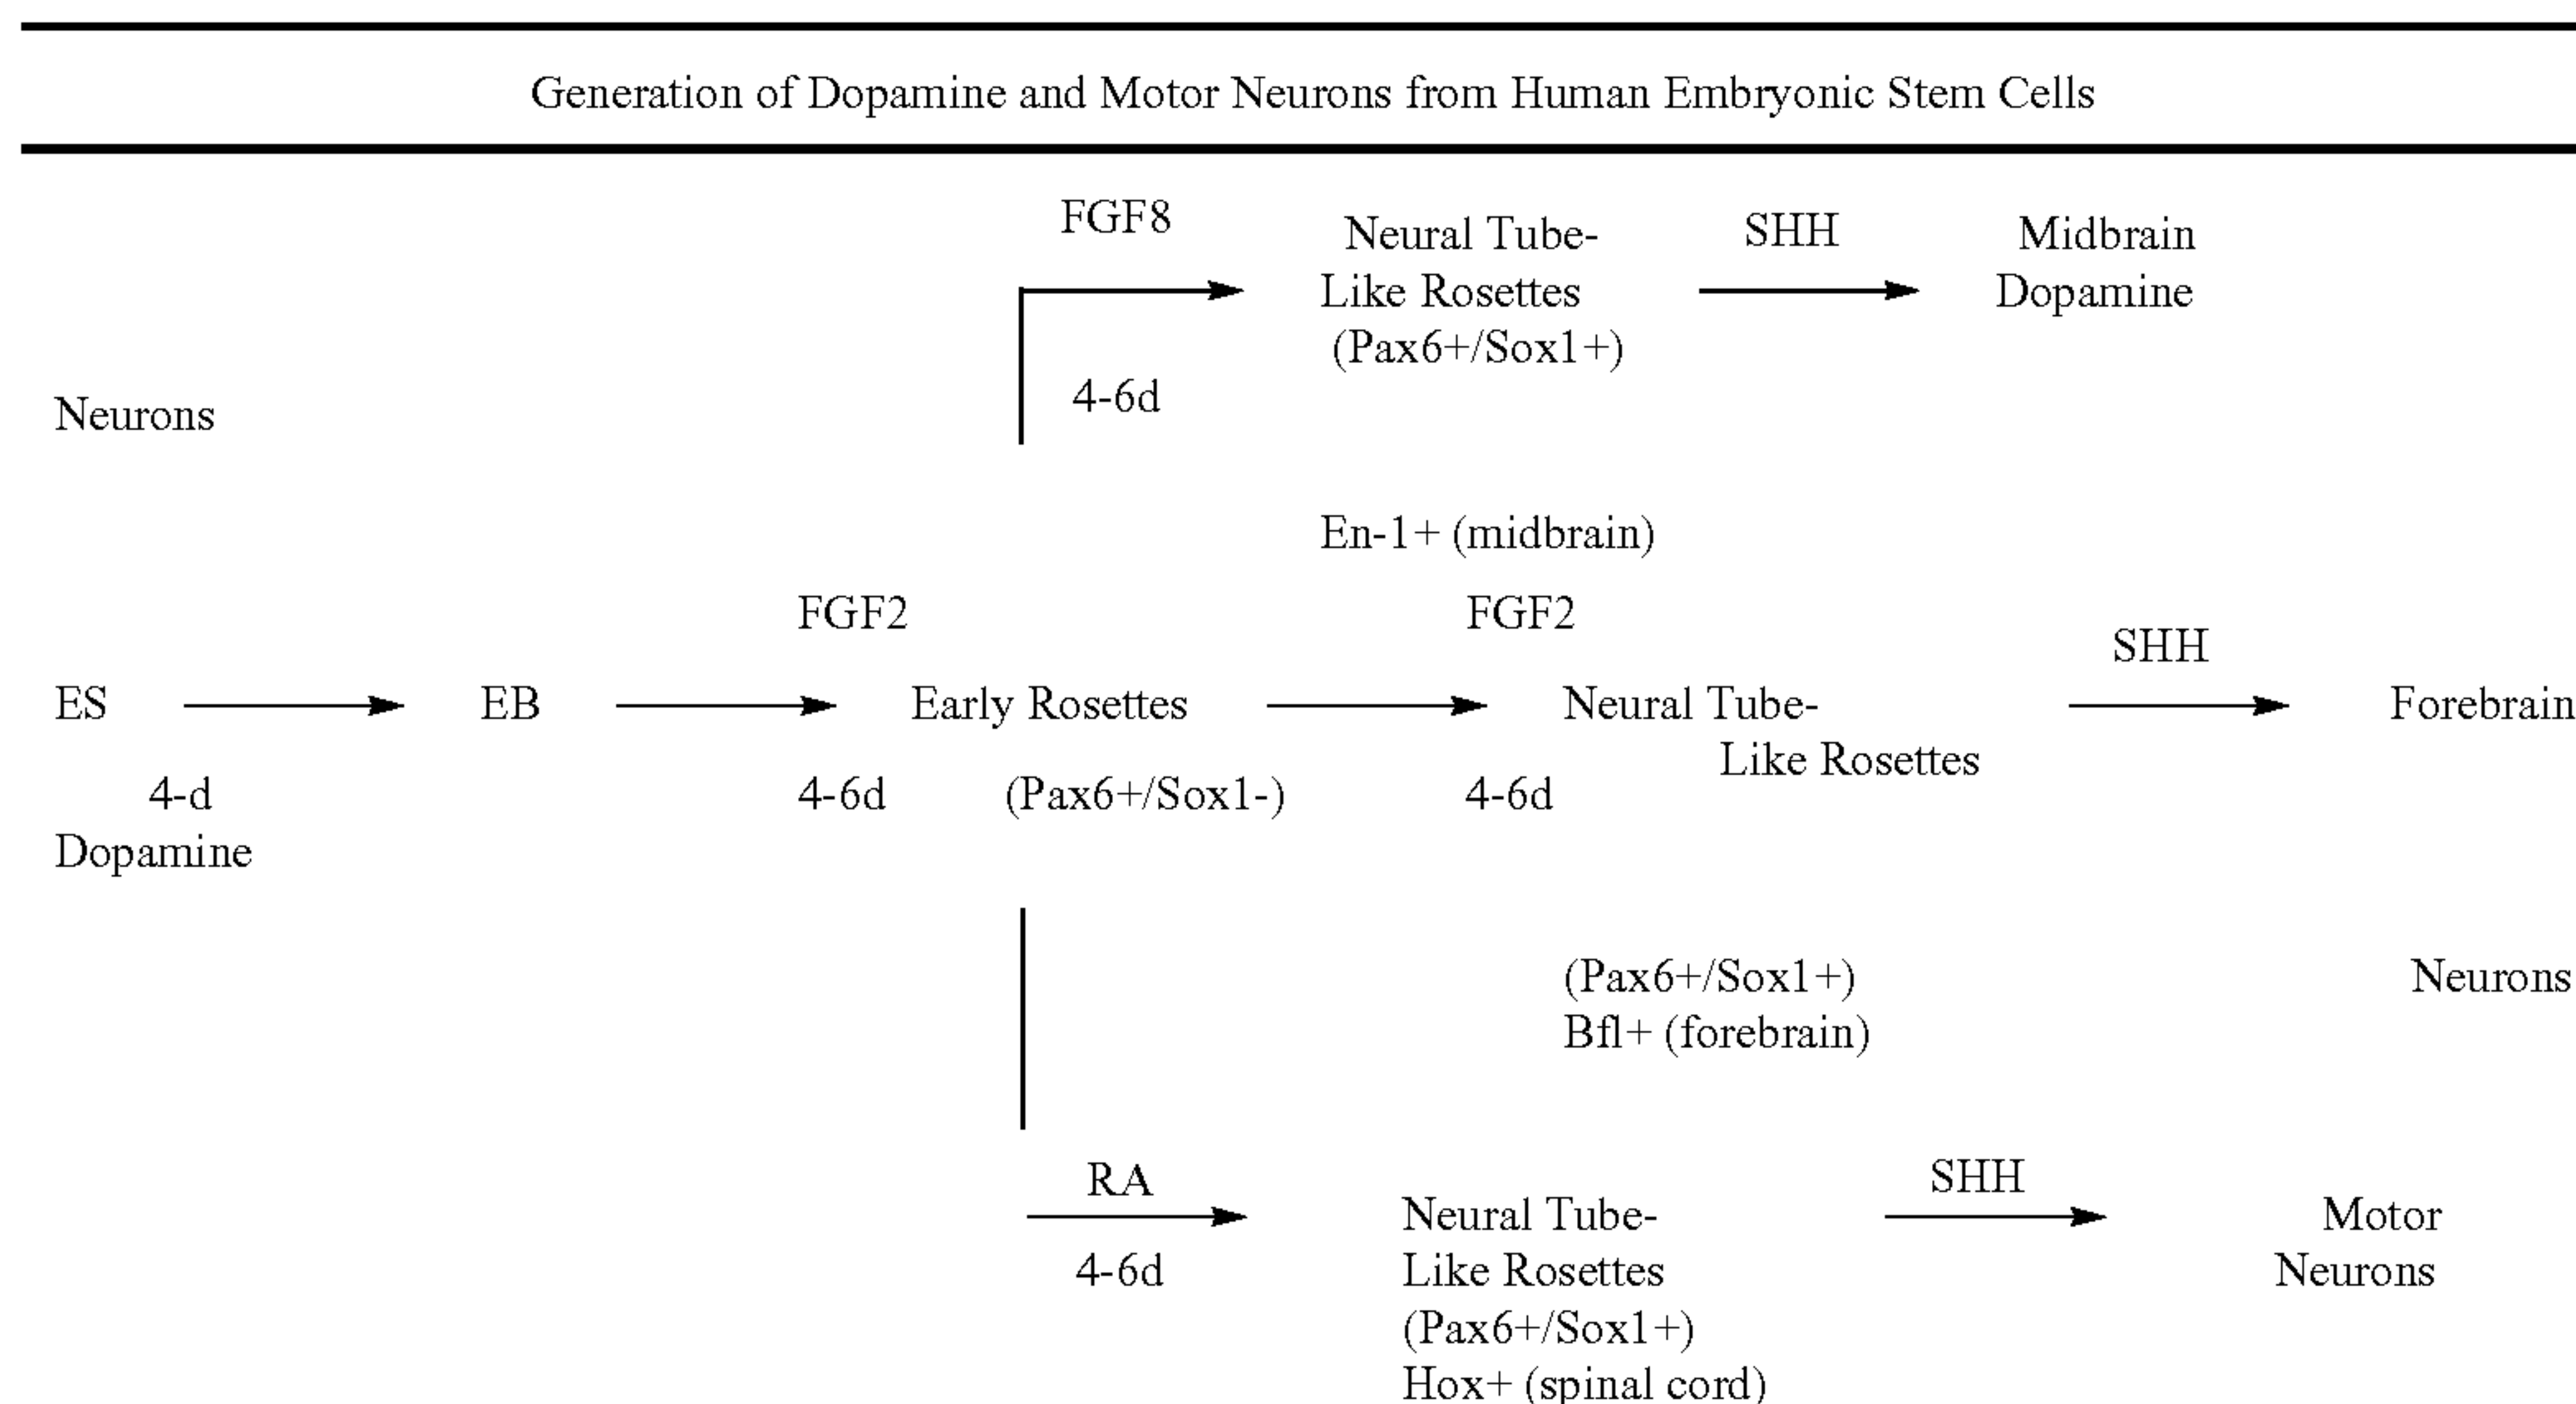 Generation of Dopamine and Motor Neurons from Human Embryonic Stem Cells
FGF8
Neural Tube-
SHH
Midbrain
Like Rosettes
Dopamine
(Pax6+/Sox1+)
4-6d
Neurons
En-1+ (midbrain)
FGF2
FGF2
SHH
ES
EB
Early Rosettes
Neural Tube-
Forebrain
Like Rosettes
4-d
4-6d
(Pax6+/Sox1-)
4-6d
Dopamine
(Pax6+/Sox1+)
Neurons
Bfl+ (forebrain)
RA
SHH
Neural Tube-
Motor
4-6d
Like Rosettes
Neurons
(Pax6+/Sox1+)
Hox+ (spinal cord)